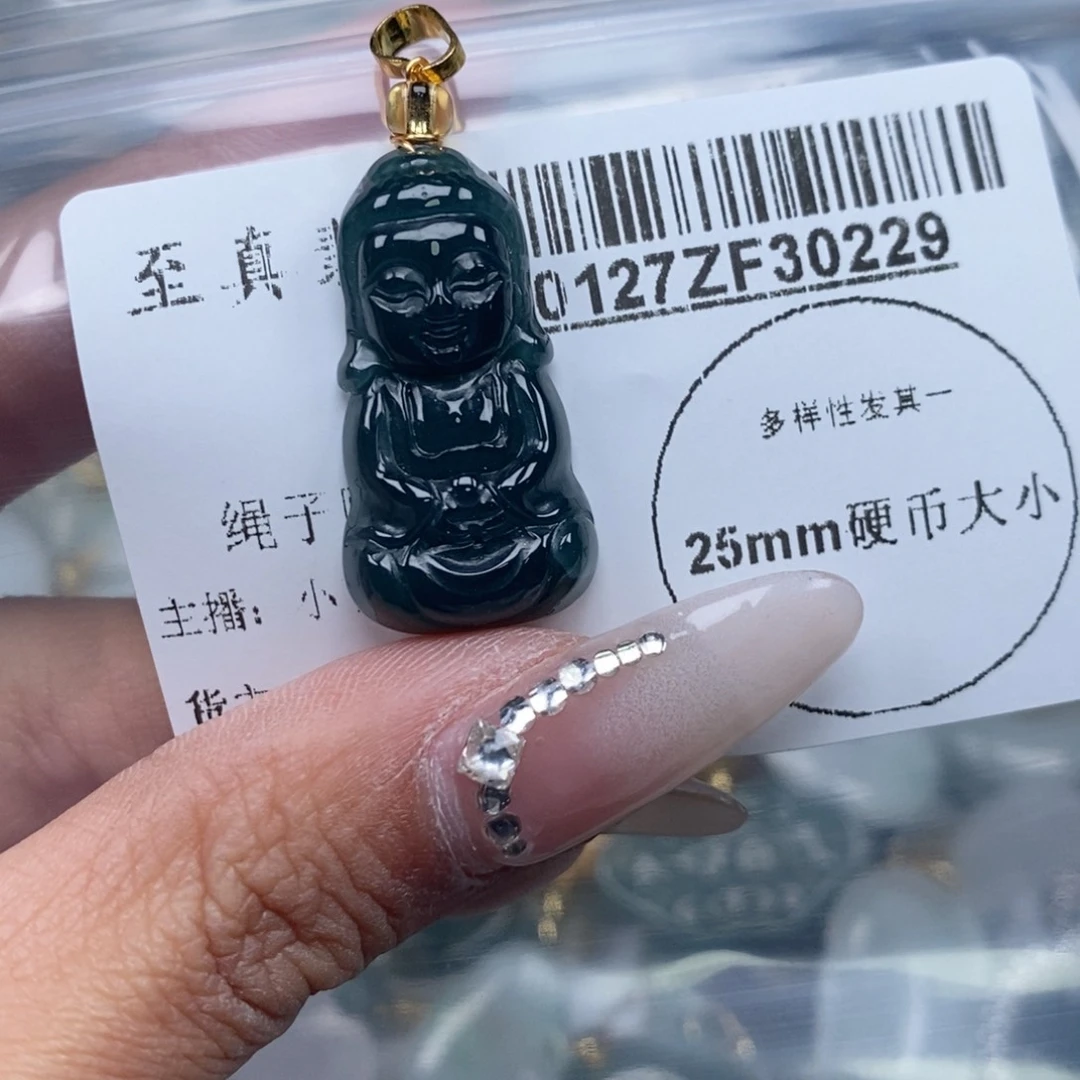 至真
0127ZF30229
多样性发其一
25mm硬币大小
绳子
主播：小
货